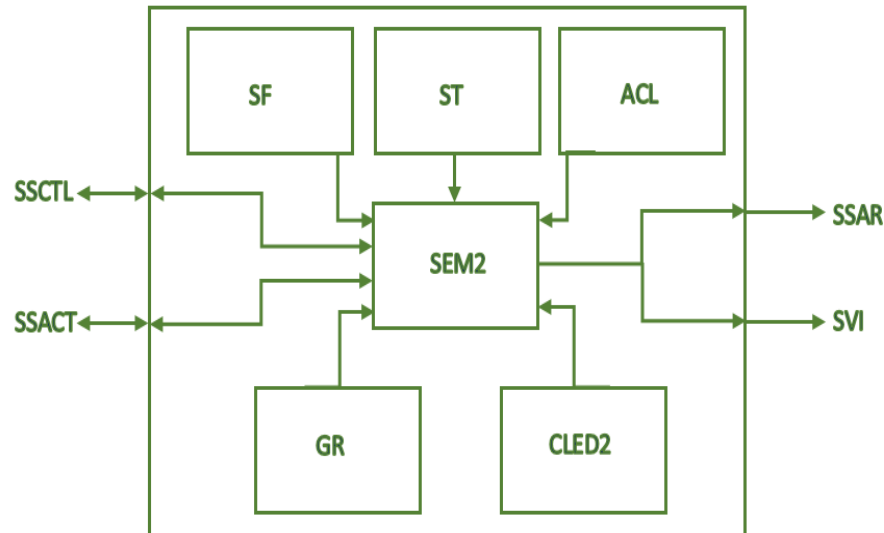 SF
ST
ACL
SSCTL
SSAR
SEM2
SSACT
SVI
GR
CLED2